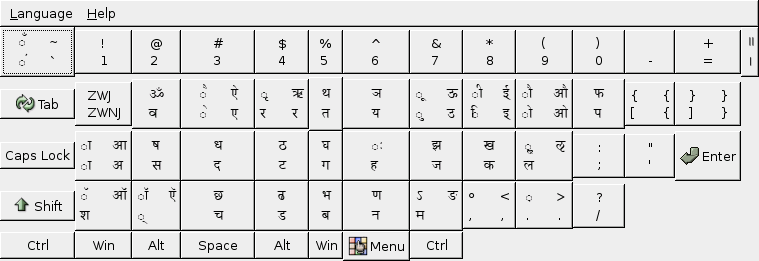 Language Help
ँ ~ ! @ # $ % ^ & * ( ) + ॥
ं ` 1 2 3 4 5 6 7 8 9 0 - = ।
Tab ZWJ ॐ ै ऐ ृ ऋ थ ञ ू ऊ ी ई ौ औ फ { { } }
ZWNJ व े ए र र त य ु उ ि इ ो ओ प [ { ] }
ा आ ष ध ठ घ ः झ ख ॢ ऌ : "
Caps Lock ा अ स द ट ग ह ज क ल ; ' Enter
Shift ॅ ऑ ॉ ऍ छ ढ भ ण ऽ ङ ॰ < ़ > ?
श ् च ड ब न म , , . . /
Ctrl Win Alt Space Alt Win Menu Ctrl